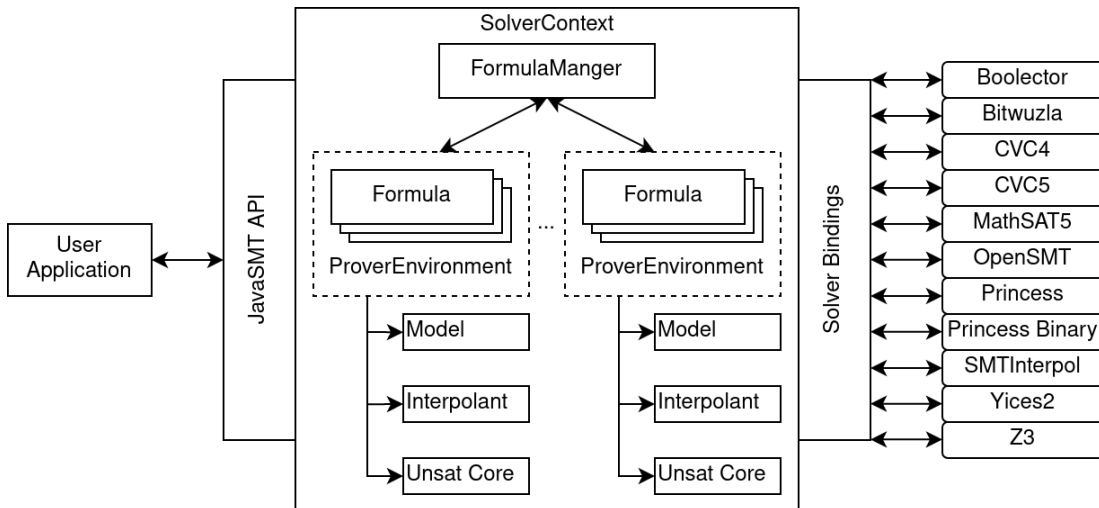 SolverContext
FormulaManger
Formula
ProverEnvironment
...
Formula
ProverEnvironment
Model
Interpolant
Unsat Core
Model
Interpolant
Unsat Core
User
Application
JavaSMT API
Solver Bindings
Boolector
Bitwuzla
CVC4
CVC5
MathSAT5
OpenSMT
Princess
Princess Binary
SMTInterpol
Yices2
Z3